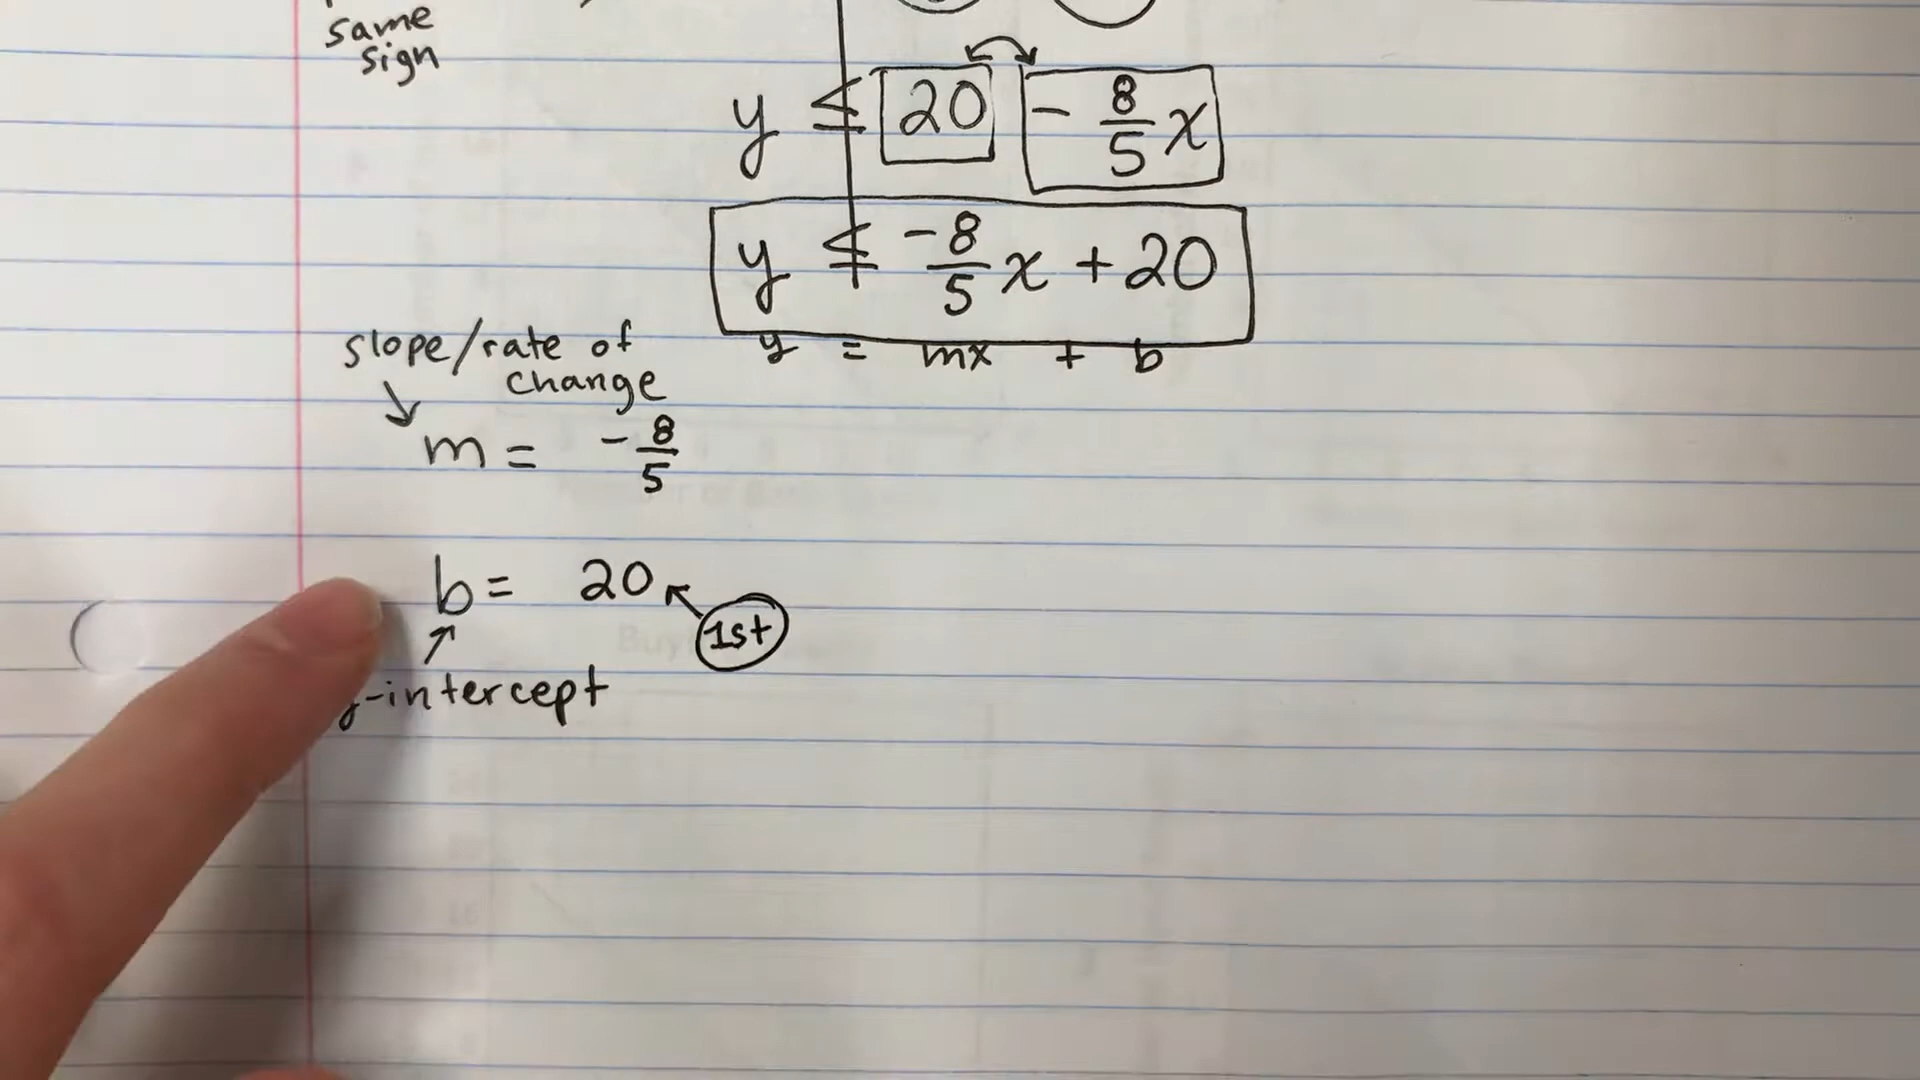 same
sign
y ≤ 20 - 8/5 x
y ≤ -8/5 x + 20
y = mx + b
slope/rate of
change
m = - 8/5
b = 20
1st
y-intercept